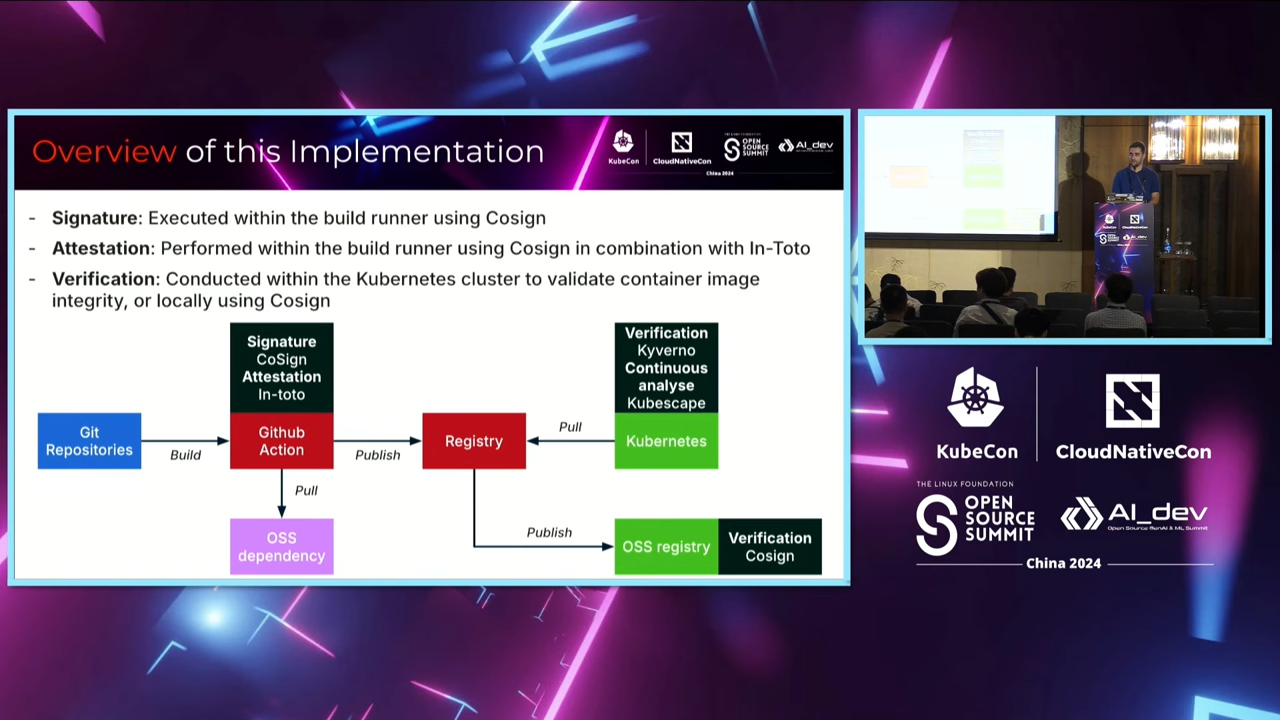 Overview of this Implementation
KubeCon
CloudNativeCon
THE LINUX FOUNDATION
OPEN
SOURCE
SUMMIT
AI_dev
China 2024
- Signature: Executed within the build runner using Cosign
- Attestation: Performed within the build runner using Cosign in combination with In-Toto
- Verification: Conducted within the Kubernetes cluster to validate container image
integrity, or locally using Cosign
Signature
CoSign
Attestation
In-toto
Verification
Kyverno
Continuous
analyse
Kubescape
Git
Repositories
Build
Github
Action
Publish
Registry
Pull
Kubernetes
Pull
OSS
dependency
Publish
OSS registry
Verification
Cosign
KubeCon
CloudNativeCon
THE LINUX FOUNDATION
OPEN
SOURCE
SUMMIT
AI_dev
Open Source GenAI & ML Summit
China 2024